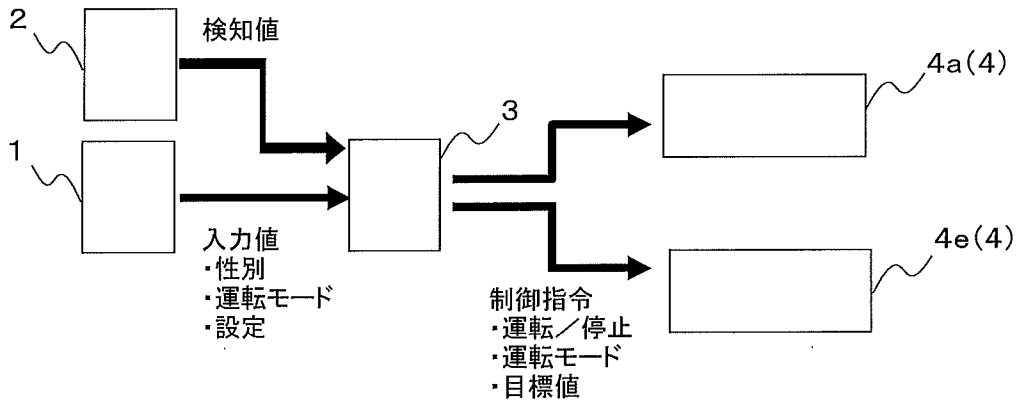 2
検知値
4a(4)
3
1
入力値
・性別
・運転モード
・設定
4e(4)
制御指令
・運転／停止
・運転モード
・目標値